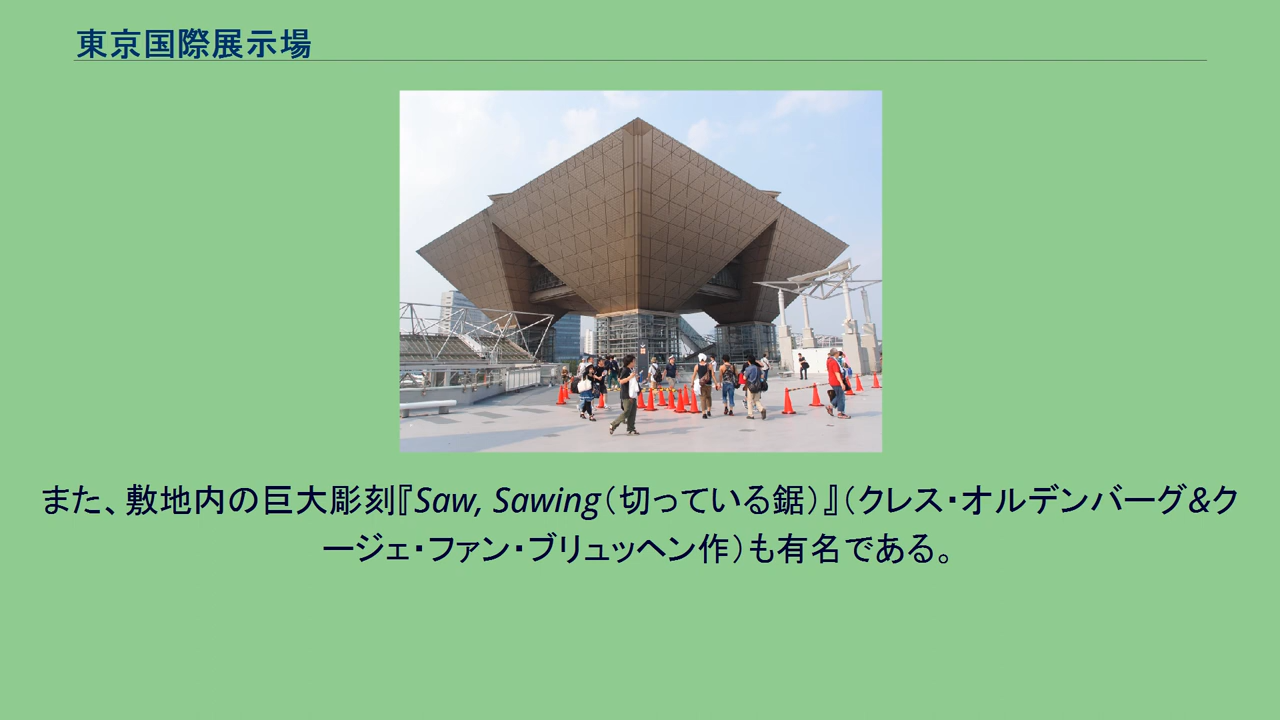 東京国際展示場
また、敷地内の巨大彫刻『Saw, Sawing（切っている鋸）』（クレス・オルデンバーグ&ク
ージェ・ファン・ブリュッヘン作）も有名である。